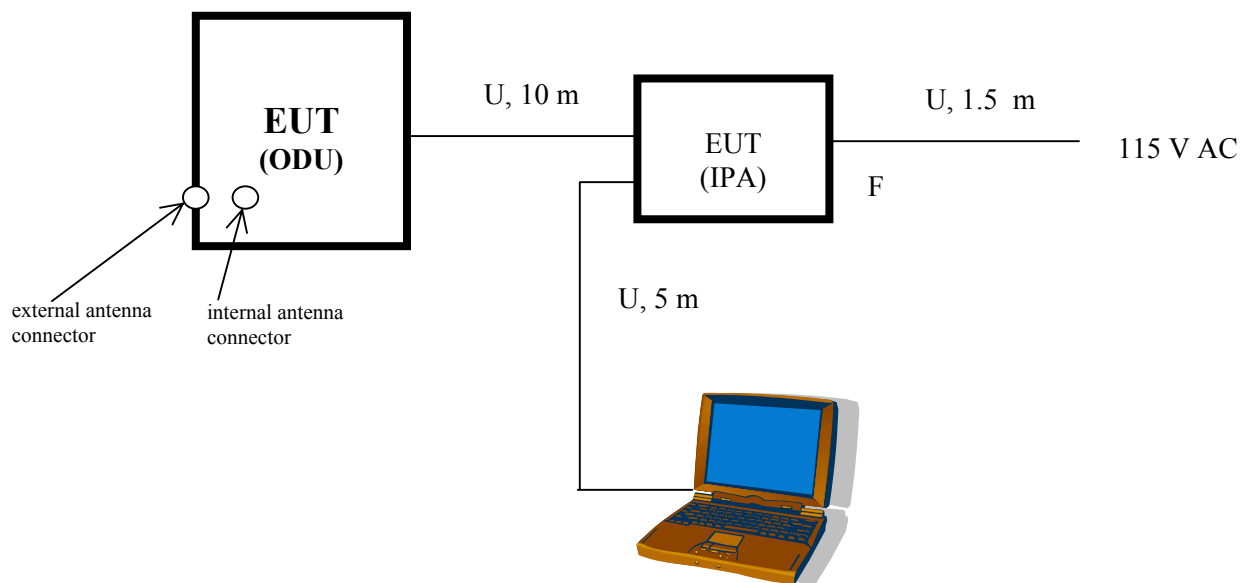 EUT
(ODU)
U, 10 m
EUT
(IPA)
U, 1.5 m
115 V AC
F
external antenna
connector
internal antenna
connector
U, 5 m